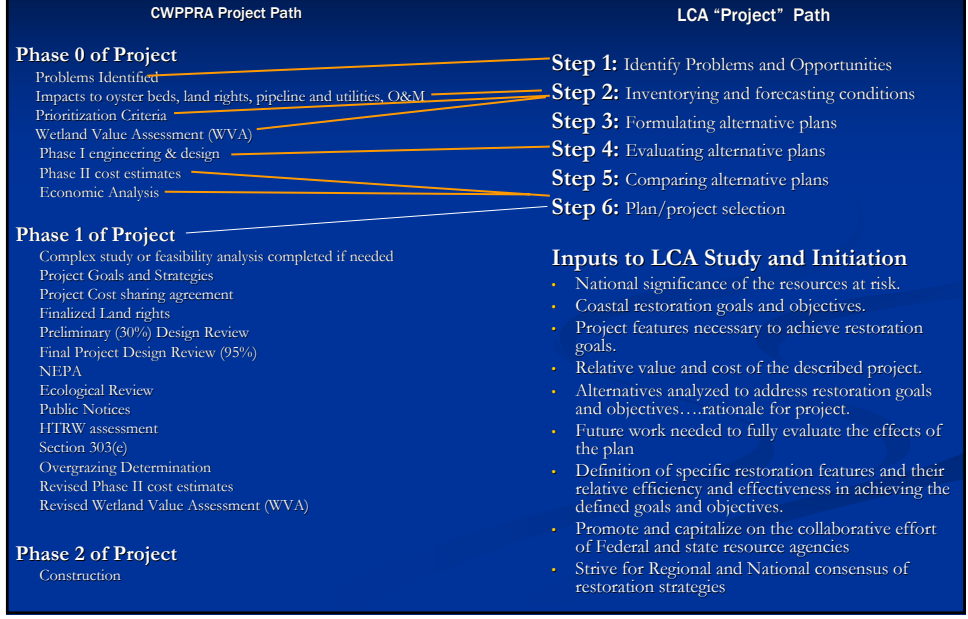 CWPPRA Project Path
Phase 0 of Project
Problems Identified
Impacts to oyster beds, land rights, pipeline and utilities, O&M
Prioritization Criteria
Wetland Value Assessment (WVA)
Phase I engineering & design
Phase II cost estimates
Economic Analysis
Phase 1 of Project
Complex study or feasibility analysis completed if needed
Project Goals and Strategies
Project Cost sharing agreement
Finalized Land rights
Preliminary (30%) Design Review
Final Project Design Review (95%)
NEPA
Ecological Review
Public Notices
HTRW assessment
Section 303(e)
Overgrazing Determination
Revised Phase II cost estimates
Revised Wetland Value Assessment (WVA)
Phase 2 of Project
Construction
LCA “Project” Path
Step 1: Identify Problems and Opportunities
Step 2: Inventorying and forecasting conditions
Step 3: Formulating alternative plans
Step 4: Evaluating alternative plans
Step 5: Comparing alternative plans
Step 6: Plan/project selection
Inputs to LCA Study and Initiation
• National significance of the resources at risk.
• Coastal restoration goals and objectives.
• Project features necessary to achieve restoration
goals.
• Relative value and cost of the described project.
• Alternatives analyzed to address restoration goals
and objectives….rationale for project.
• Future work needed to fully evaluate the effects of
the plan
• Definition of specific restoration features and their
relative efficiency and effectiveness in achieving the
defined goals and objectives.
• Promote and capitalize on the collaborative effort
of Federal and state resource agencies
• Strive for Regional and National consensus of
restoration strategies